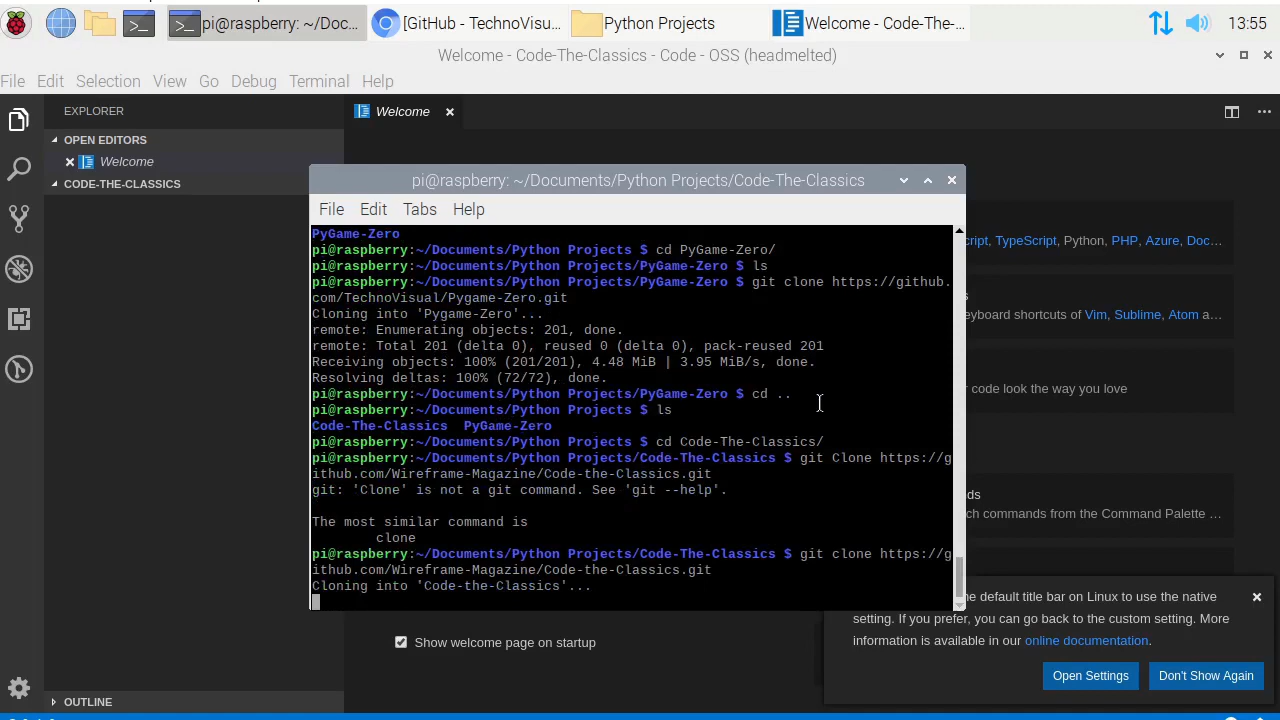 pi@raspberry: ~/Doc...
[GitHub - TechnoVisu...
Python Projects
Welcome - Code-The-...
13:55
Welcome - Code-The-Classics - Code - OSS (headmelted)
File Edit Selection View Go Debug Terminal Help
EXPLORER
Welcome
OPEN EDITORS
Welcome
CODE-THE-CLASSICS
pi@raspberry: ~/Documents/Python Projects/Code-The-Classics
File Edit Tabs Help
PyGame-Zero
pi@raspberry:~/Documents/Python Projects $ cd PyGame-Zero/
pi@raspberry:~/Documents/Python Projects/PyGame-Zero $ ls
pi@raspberry:~/Documents/Python Projects/PyGame-Zero $ git clone https://github.
com/TechnoVisual/Pygame-Zero.git
Cloning into 'Pygame-Zero'...
remote: Enumerating objects: 201, done.
remote: Total 201 (delta 0), reused 0 (delta 0), pack-reused 201
Receiving objects: 100% (201/201), 4.48 MiB | 3.95 MiB/s, done.
Resolving deltas: 100% (72/72), done.
pi@raspberry:~/Documents/Python Projects/PyGame-Zero $ cd ..
pi@raspberry:~/Documents/Python Projects $ ls
Code-The-Classics PyGame-Zero
pi@raspberry:~/Documents/Python Projects $ cd Code-The-Classics/
pi@raspberry:~/Documents/Python Projects/Code-The-Classics $ git Clone https://g
ithub.com/Wireframe-Magazine/Code-the-Classics.git
git: 'Clone' is not a git command. See 'git --help'.
The most similar command is
clone
pi@raspberry:~/Documents/Python Projects/Code-The-Classics $ git clone https://g
ithub.com/Wireframe-Magazine/Code-the-Classics.git
Cloning into 'Code-the-Classics'...
cript, TypeScript, Python, PHP, Azure, Doc...
eyboard shortcuts of Vim, Sublime, Atom a...
r code look the way you love
ds
ch commands from the Command Palette ...
e default title bar on Linux to use the native
setting. If you prefer, you can go back to the custom setting. More
information is available in our online documentation.
Open Settings
Don't Show Again
Show welcome page on startup
OUTLINE